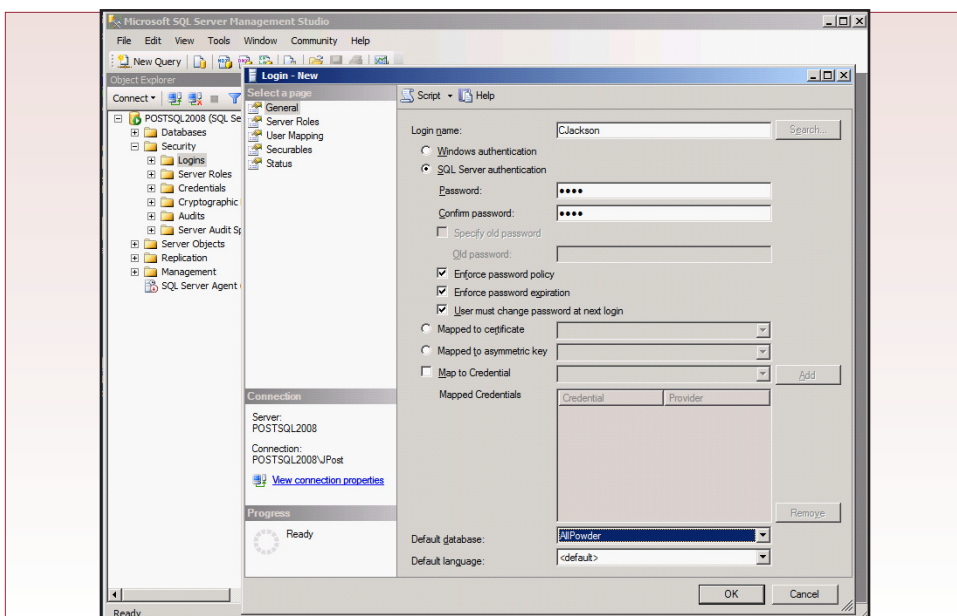 Microsoft SQL Server Management Studio
File Edit View Tools Window Community Help
New Query
Object Explorer
Connect
POSTSQL2008 (SQL Se
Databases
Security
Logins
Server Roles
Credentials
Cryptographic
Audits
Server Audit Sp
Server Objects
Replication
Management
SQL Server Agent
Ready
Login - New
Select a page
General
Server Roles
User Mapping
Securables
Status
Connection
Server:
POSTSQL2008
Connection:
POSTSQL2008\JPost
View connection properties
Progress
Ready
Script Help
Login name: CJackson Search...
Windows authentication
SQL Server authentication
Password: ●●●●
Confirm password: ●●●●
Specify old password
Old password:
Enforce password policy
Enforce password expiration
User must change password at next login
Mapped to certificate
Mapped to asymmetric key
Map to Credential Add
Mapped Credentials Credential Provider
Remove
Default database: AllPowder
Default language: <default>
OK Cancel